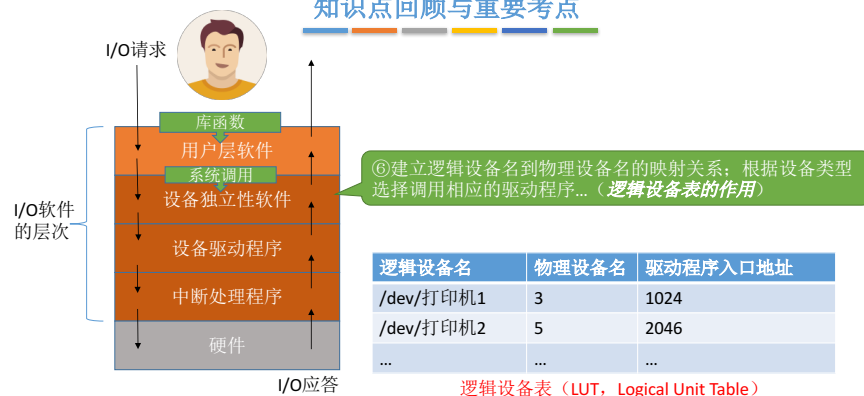 知识点回顾与重要考点
I/O请求
库函数
用户层软件
系统调用
设备独立性软件
设备驱动程序
中断处理程序
硬件
I/O软件
的层次
I/O应答
⑥建立逻辑设备名到物理设备名的映射关系；根据设备类型
选择调用相应的驱动程序...（逻辑设备表的作用）
逻辑设备名 物理设备名 驱动程序入口地址
/dev/打印机1 3 1024
/dev/打印机2 5 2046
... ... ...
逻辑设备表（LUT，Logical Unit Table）